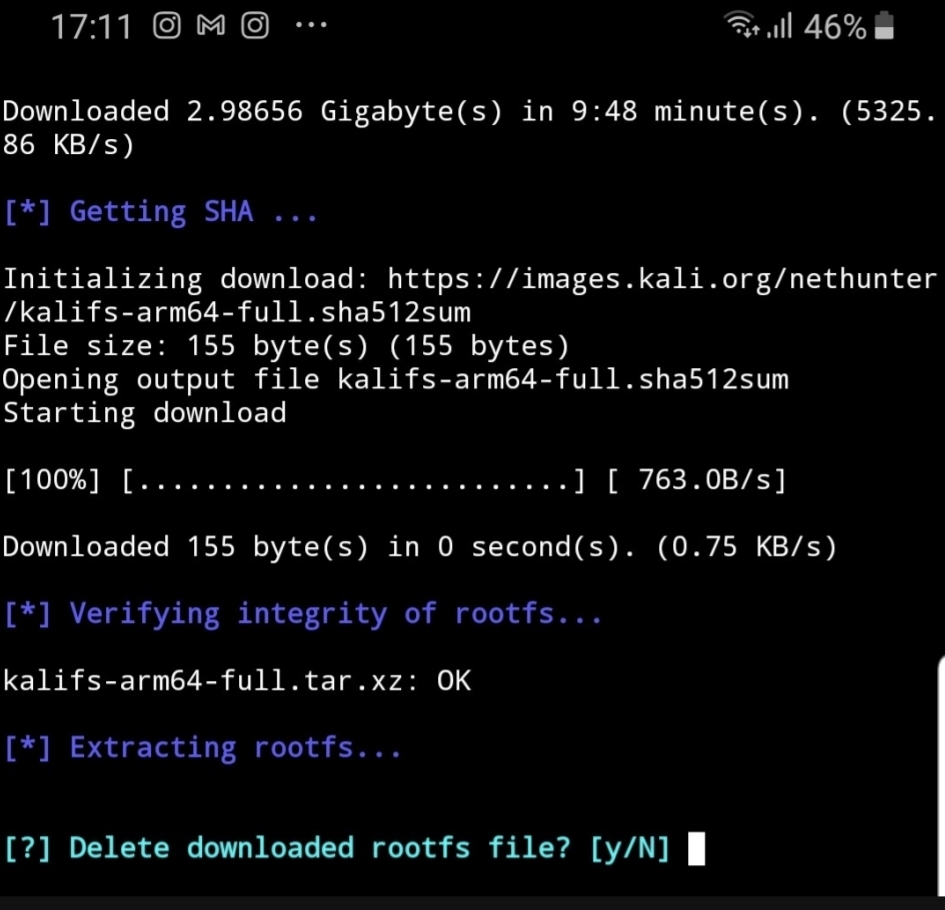 17:11 ... 46%
Downloaded 2.98656 Gigabyte(s) in 9:48 minute(s). (5325.
86 KB/s)
[*] Getting SHA ...
Initializing download: https://images.kali.org/nethunter
/kalifs-arm64-full.sha512sum
File size: 155 byte(s) (155 bytes)
Opening output file kalifs-arm64-full.sha512sum
Starting download
[100%] [..........................] [ 763.0B/s]
Downloaded 155 byte(s) in 0 second(s). (0.75 KB/s)
[*] Verifying integrity of rootfs...
kalifs-arm64-full.tar.xz: OK
[*] Extracting rootfs...
[?] Delete downloaded rootfs file? [y/N]